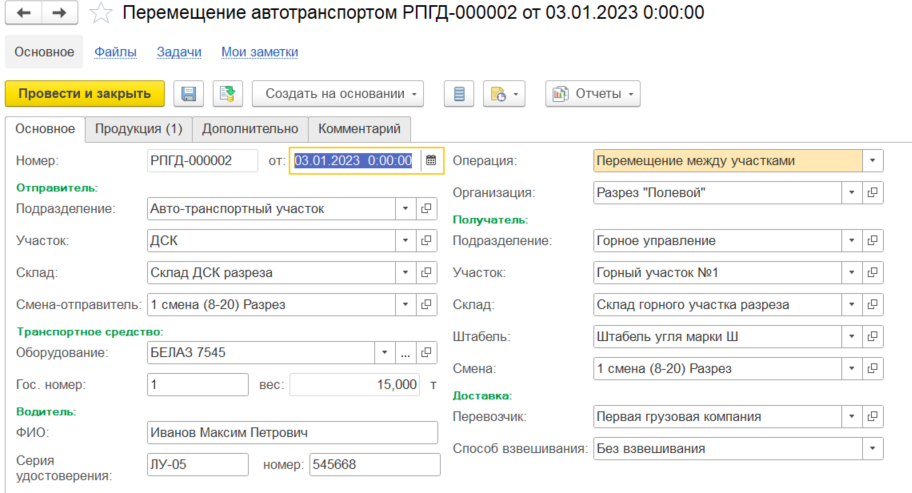 Перемещение автотранспортом РПГД-000002 от 03.01.2023 0:00:00
Основное Файлы Задачи Мои заметки
Провести и закрыть Создать на основании Отчеты
Основное Продукция (1) Дополнительно Комментарий
Номер: РПГД-000002 от: 03.01.2023 0:00:00 Операция: Перемещение между участками
Отправитель: Организация: Разрез "Полевой"
Подразделение: Авто-транспортный участок Получатель:
Участок: ДСК Подразделение: Горное управление
Склад: Склад ДСК разреза Участок: Горный участок №1
Смена-отправитель: 1 смена (8-20) Разрез Склад: Склад горного участка разреза
Транспортное средство: Штабель: Штабель угля марки Ш
Оборудование: БЕЛАЗ 7545 ... Смена: 1 смена (8-20) Разрез
Гос. номер: 1 вес: 15,000 т Доставка:
Водитель: Перевозчик: Первая грузовая компания
ФИО: Иванов Максим Петрович Способ взвешивания: Без взвешивания
Серия
удостоверения: ЛУ-05 номер: 545668